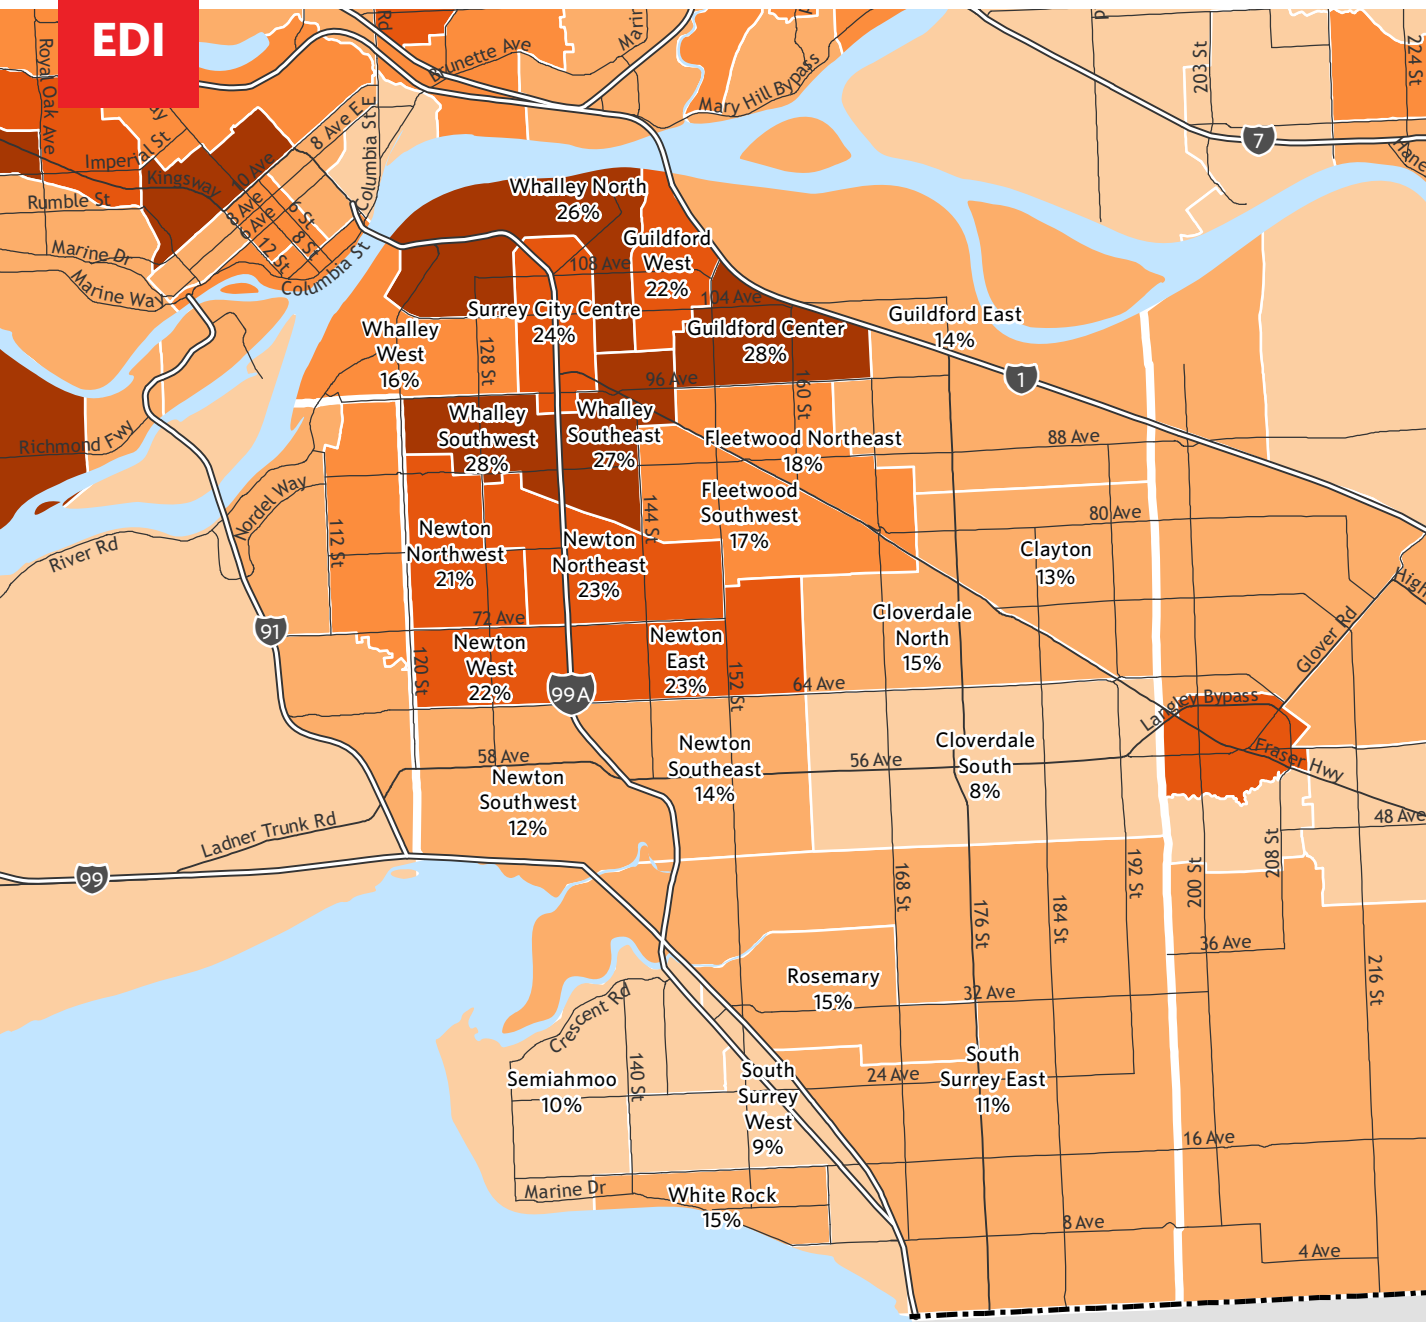 EDI
Royal Oak Ave
Rd
Brunette Ave
Mary Hill Bypass
203 St
224 St
7
Imperial St
Kingsway
10 Ave
8 Ave E
Columbia St E
Rumble St
8 Ave
6 Ave
6 St
8 St
12 St
Marine Dr
Marine Way
Columbia St
Whalley North
26%
Guildford
West
22%
108 Ave
104 Ave
Surrey City Centre
24%
Guildford Center
28%
Guildford East
14%
Whalley
West
16%
128 St
96 Ave
160 St
1
Richmond Fwy
Whalley
Southwest
28%
Whalley
Southeast
27%
Fleetwood Northeast
18%
88 Ave
Nordel Way
River Rd
112 St
144 St
Fleetwood
Southwest
17%
80 Ave
Newton
Northwest
21%
Newton
Northeast
23%
Clayton
13%
High
72 Ave
91
Newton
West
22%
Newton
East
23%
Cloverdale
North
15%
Glover Rd
120 St
99A
152 St
64 Ave
Langley Bypass
58 Ave
Newton
Southwest
12%
Newton
Southeast
14%
56 Ave
Cloverdale
South
8%
Fraser Hwy
Ladner Trunk Rd
99
48 Ave
168 St
176 St
184 St
192 St
200 St
208 St
216 St
36 Ave
Rosemary
15%
32 Ave
Crescent Rd
Semiahmoo
10%
140 St
South
Surrey
West
9%
24 Ave
South
Surrey East
11%
16 Ave
Marine Dr
White Rock
15%
8 Ave
4 Ave